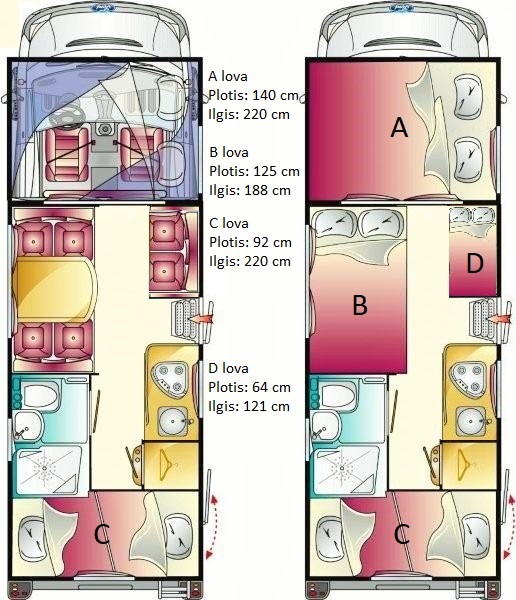 A lova
Plotis: 140 cm
Ilgis: 220 cm
B lova
Plotis: 125 cm
Ilgis: 188 cm
C lova
Plotis: 92 cm
Ilgis: 220 cm
D lova
Plotis: 64 cm
Ilgis: 121 cm
C
A
B
D
C